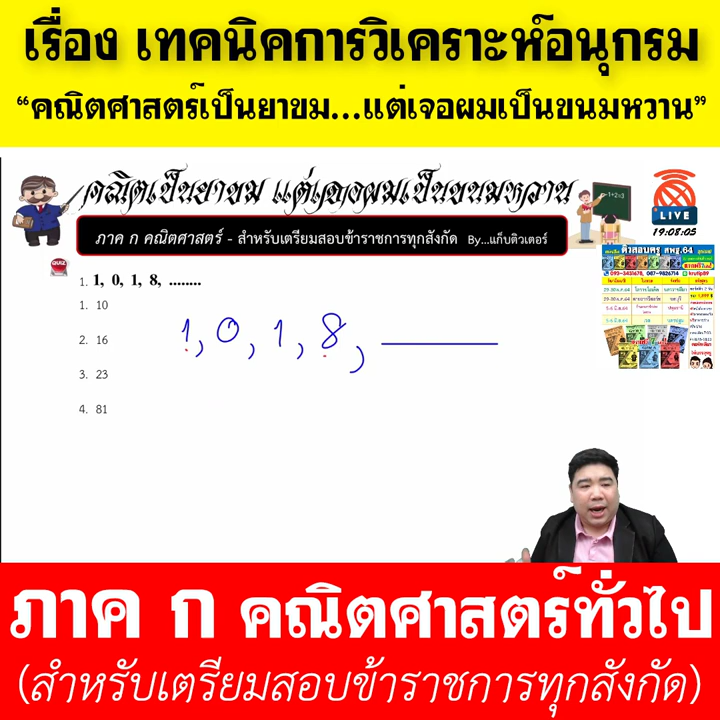 เรื่อง เทคนิคการวิเคราะห์อนุกรม
“คณิตศาสตร์เป็นยาขม...แต่เจอผมเป็นขนมหวาน”
คณิตเป็นยาขม แต่เจอผมเป็นขนมหวาน
1+2=3
LIVE
19:08:05
ภาค ก คณิตศาสตร์ - สำหรับเตรียมสอบข้าราชการทุกสังกัด By...แก็บติวเตอร์
QUIZ
1. 1, 0, 1, 8, ........
1. 10
2. 16
3. 23
4. 81
1, 0, 1, 8,
ภาค ก คณิตศาสตร์ทั่วไป
(สำหรับเตรียมสอบข้าราชการทุกสังกัด)